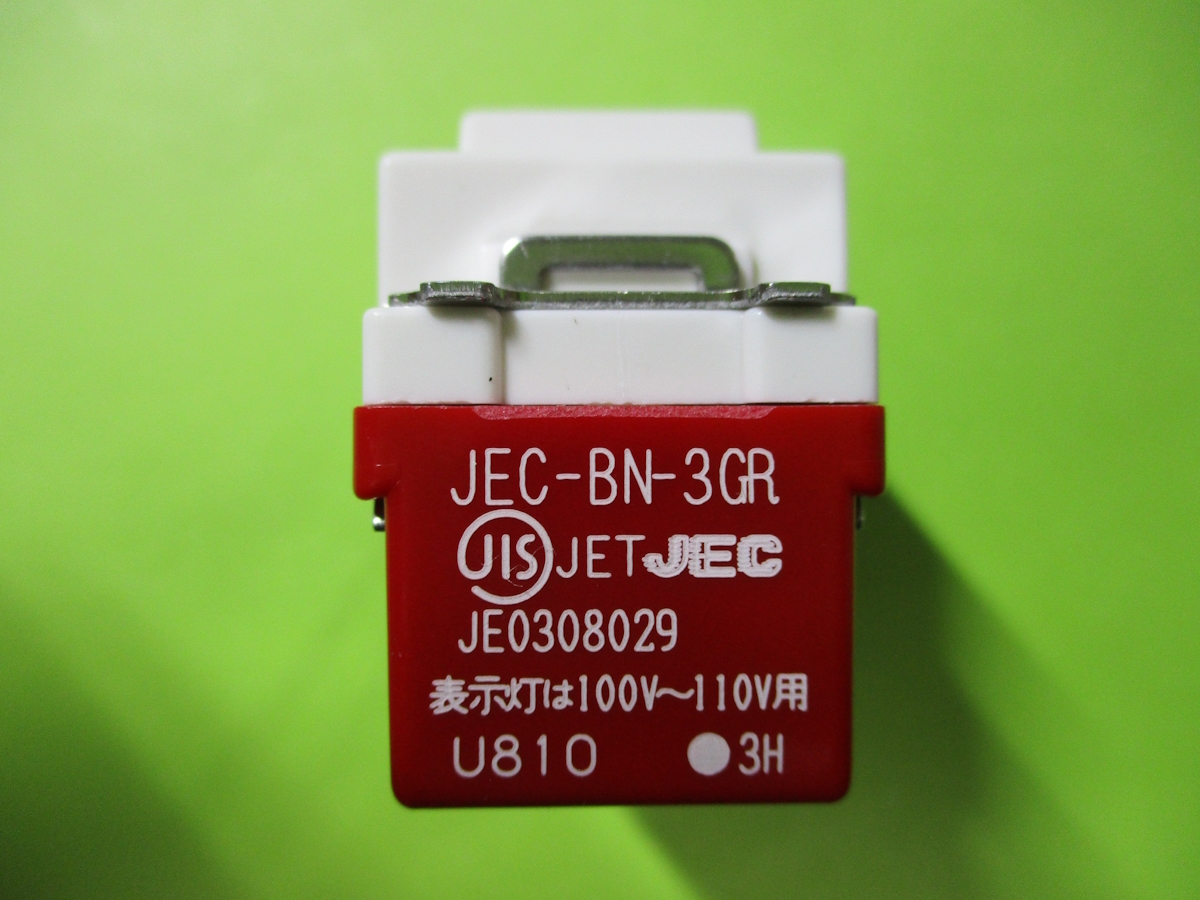 JEC-BN-3GR
JIS JET JEC
JE0308029
表示灯は100V～110V用
U810 ●3H